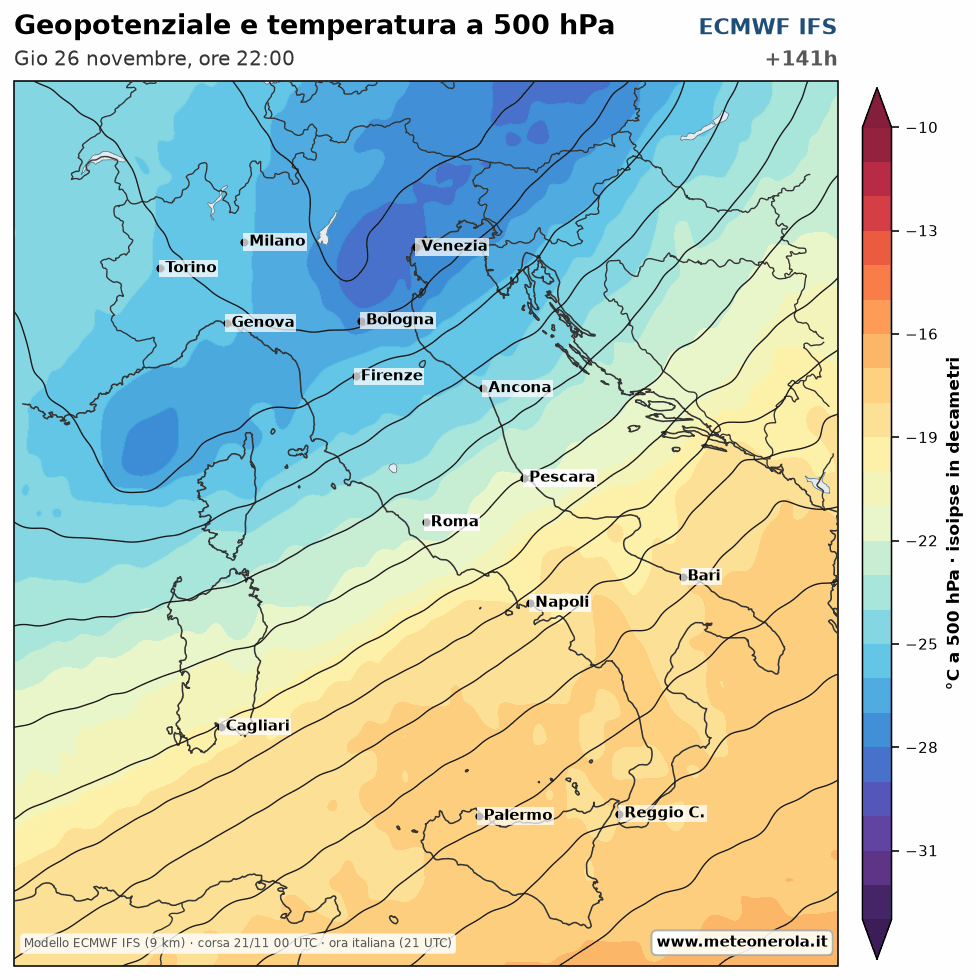 Geopotenziale e temperatura a 500 hPa
ECMWF IFS
Gio 26 novembre, ore 22:00
+141h
Milano
Venezia
Torino
Genova
Bologna
Firenze
Ancona
Pescara
Roma
Bari
Napoli
Cagliari
Palermo
Reggio C.
−10
−13
−16
−19
−22
−25
−28
−31
°C a 500 hPa · isoipse in decametri
Modello ECMWF IFS (9 km) · corsa 21/11 00 UTC · ora italiana (21 UTC)
www.meteonerola.it